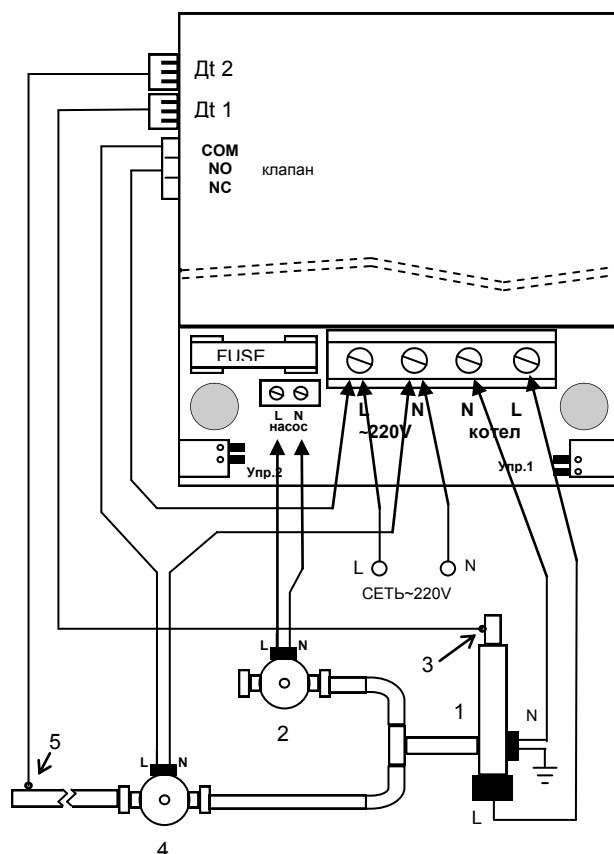 Дt 2
Дt 1
COM
NO
клапан
NC
FUSE
L N
насос
L N N L
~220V котел
Упр.2
Упр.1
L N
СЕТЬ~220V
3
L N
1
N
2
5
L N
L
4